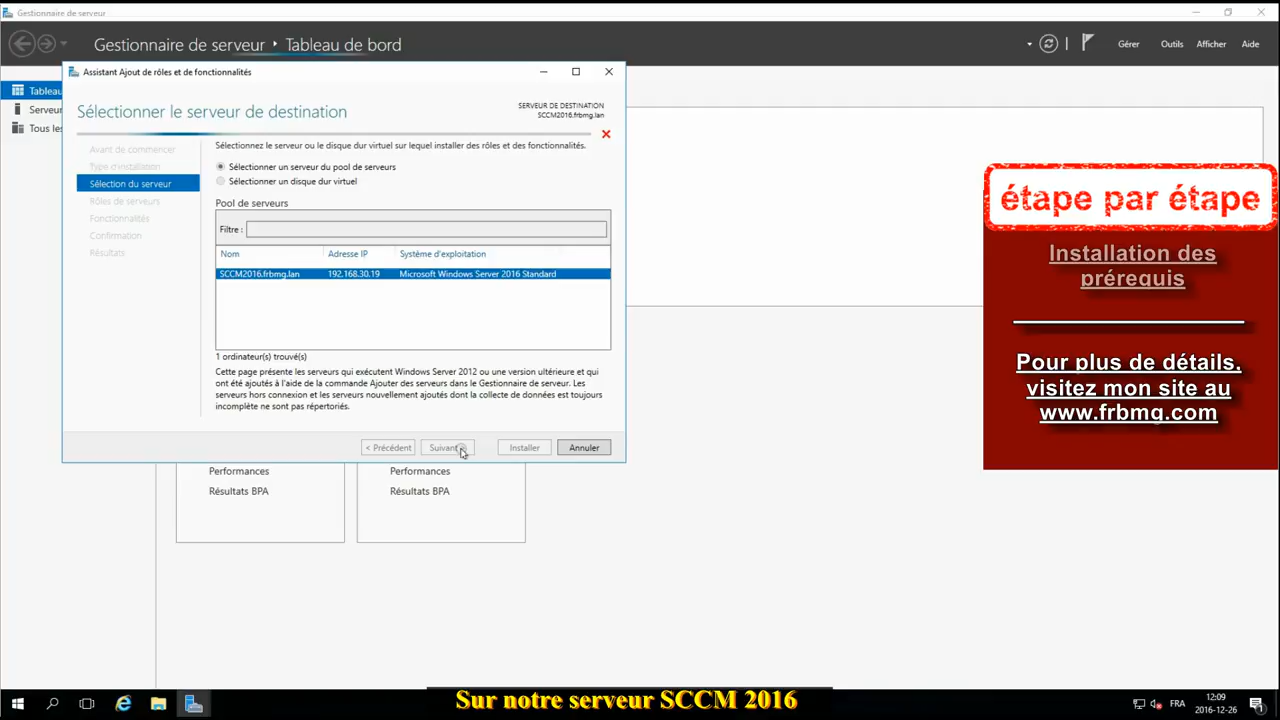 Gestionnaire de serveur
Gestionnaire de serveur • Tableau de bord
Gérer Outils Afficher Aide
Tableau
Serveur
Tous les
Assistant Ajout de rôles et de fonctionnalités
Sélectionner le serveur de destination
SERVEUR DE DESTINATION
SCCM2016.frbmg.lan
Avant de commencer
Type d'installation
Sélection du serveur
Rôles de serveurs
Fonctionnalités
Confirmation
Résultats
Sélectionnez le serveur ou le disque dur virtuel sur lequel installer des rôles et des fonctionnalités.
Sélectionner un serveur du pool de serveurs
Sélectionner un disque dur virtuel
Pool de serveurs
Filtre :
Nom Adresse IP Système d'exploitation
SCCM2016.frbmg.lan 192.168.30.19 Microsoft Windows Server 2016 Standard
1 ordinateur(s) trouvé(s)
Cette page présente les serveurs qui exécutent Windows Server 2012 ou une version ultérieure et qui
ont été ajoutés à l'aide de la commande Ajouter des serveurs dans le Gestionnaire de serveur. Les
serveurs hors connexion et les serveurs nouvellement ajoutés dont la collecte de données est toujours
incomplète ne sont pas répertoriés.
< Précédent Suivant Installer Annuler
Performances Performances
Résultats BPA Résultats BPA
étape par étape
Installation des
prérequis
Pour plus de détails.
visitez mon site au
www.frbmg.com
Sur notre serveur SCCM 2016
FRA
12:09
2016-12-26